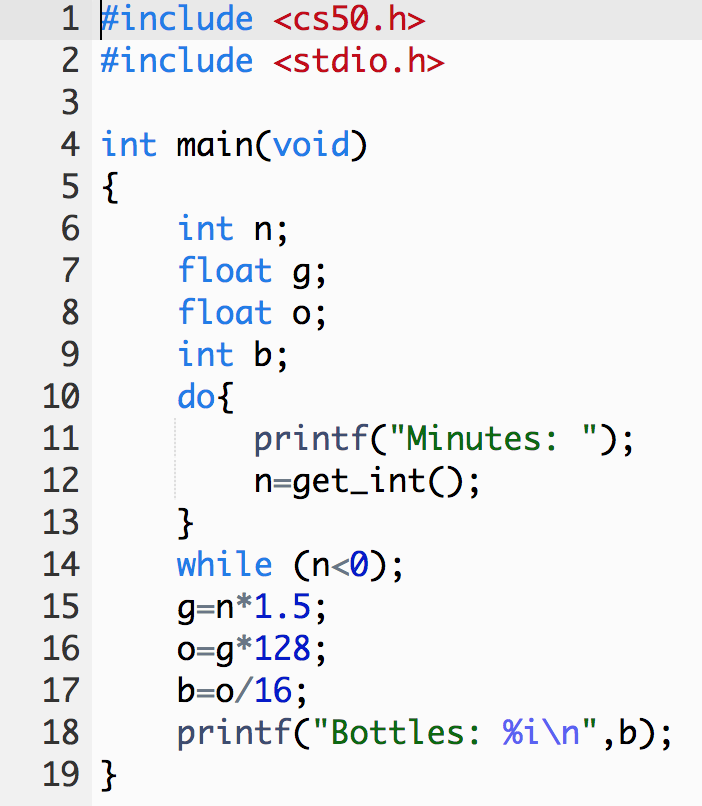 1 #include <cs50.h>
2 #include <stdio.h>
3
4 int main(void)
5 {
6     int n;
7     float g;
8     float o;
9     int b;
10     do{
11         printf("Minutes: ");
12         n=get_int();
13     }
14     while (n<0);
15     g=n*1.5;
16     o=g*128;
17     b=o/16;
18     printf("Bottles: %i\n",b);
19 }